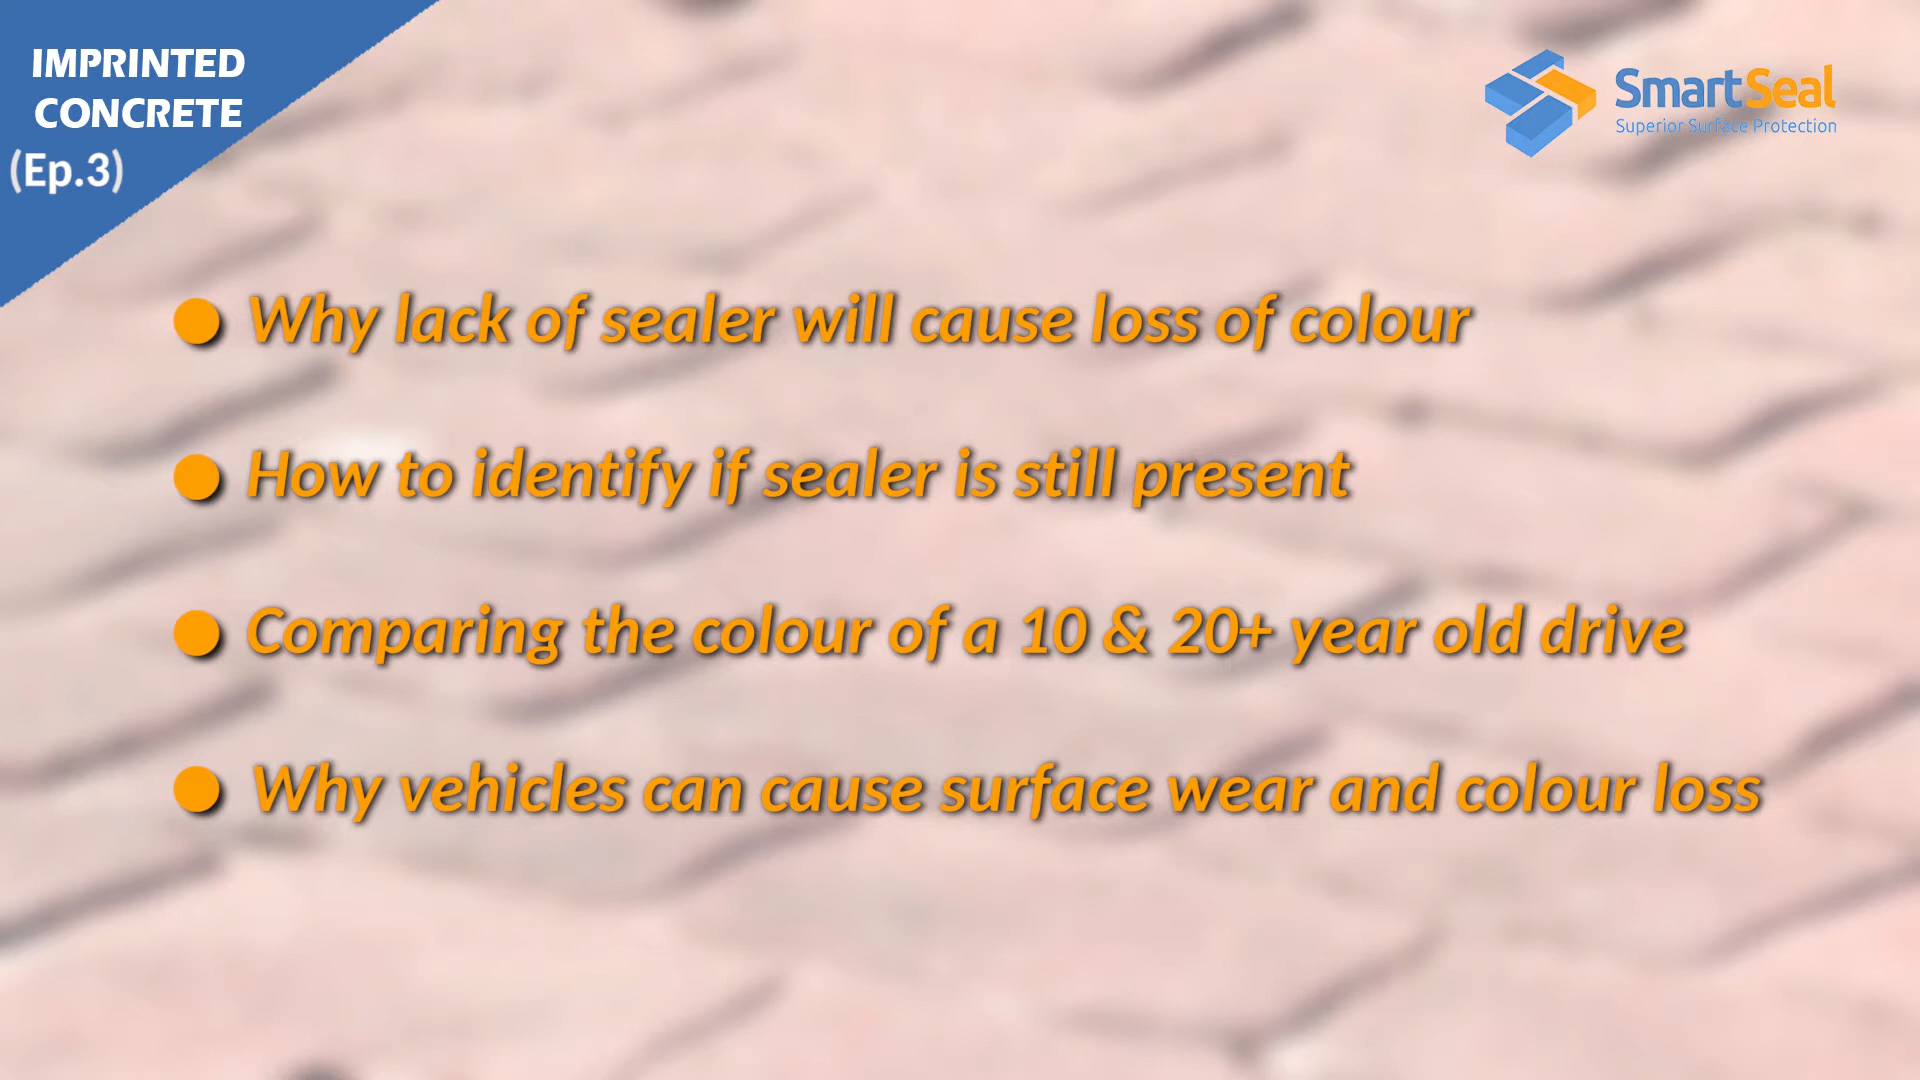 IMPRINTED
CONCRETE
(Ep.3)
SmartSeal
Superior Surface Protection
Why lack of sealer will cause loss of colour
How to identify if sealer is still present
Comparing the colour of a 10 & 20+ year old drive
Why vehicles can cause surface wear and colour loss